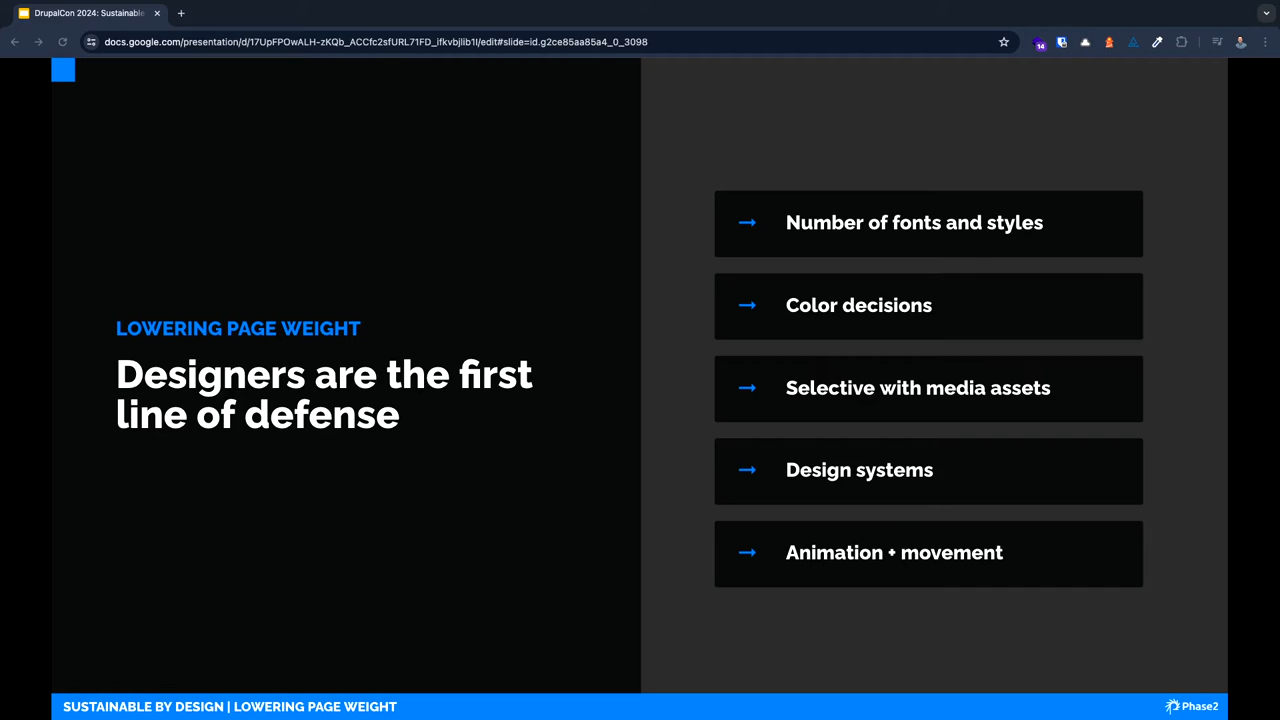 DrupalCon 2024: Sustainable
docs.google.com/presentation/d/17UpFPOwALH-zKQb_ACCfc2sfURL71FD_ifkvbjlib1I/edit#slide=id.g2ce85aa85a4_0_3098
14
LOWERING PAGE WEIGHT
Designers are the first
line of defense
Number of fonts and styles
Color decisions
Selective with media assets
Design systems
Animation + movement
SUSTAINABLE BY DESIGN | LOWERING PAGE WEIGHT
Phase2